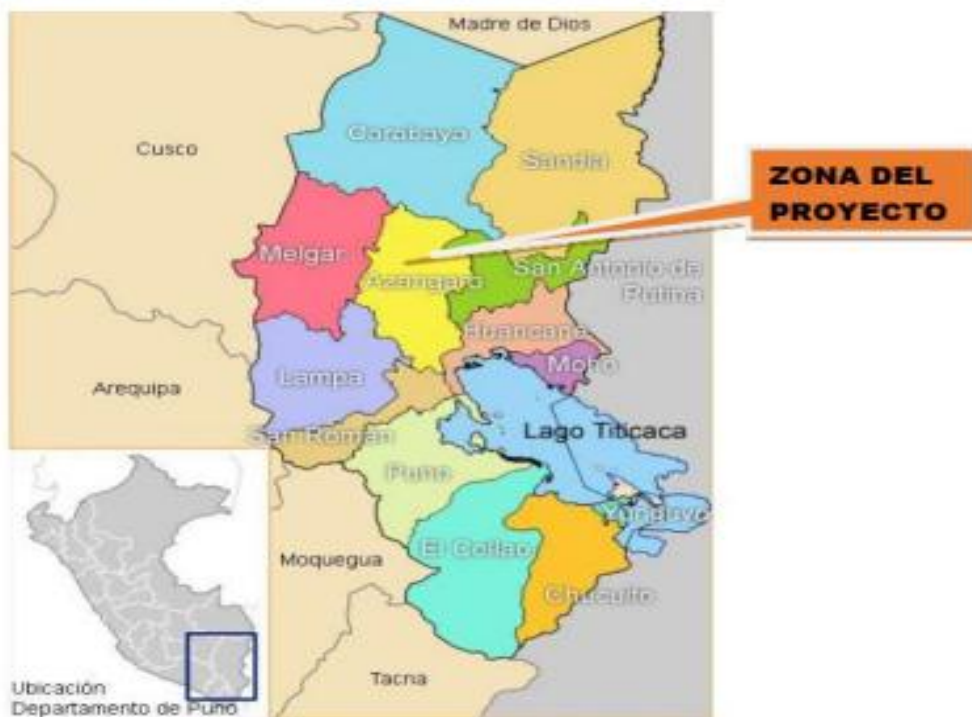 Madre de Dios
Cusco
Carabaya
Sandia
ZONA DEL
PROYECTO
Melgar
Azangaro
San Antonio de
Putina
Huancane
Moho
Arequipa
Lampa
San Roman
Lago Titicaca
Puno
Yunguyo
Moquegua
El Collao
Chucuito
Tacna
Ubicación
Departamento de Puno